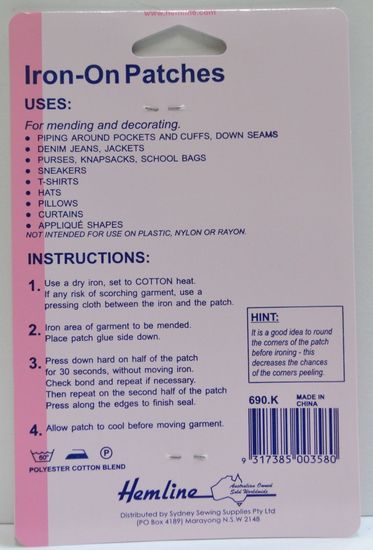 www.hemline.com
Iron-On Patches
USES:
For mending and decorating.
• PIPING AROUND POCKETS AND CUFFS, DOWN SEAMS
• DENIM JEANS, JACKETS
• PURSES, KNAPSACKS, SCHOOL BAGS
• SNEAKERS
• T-SHIRTS
• HATS
• PILLOWS
• CURTAINS
• APPLIQUÉ SHAPES
NOT INTENDED FOR USE ON PLASTIC, NYLON OR RAYON.
INSTRUCTIONS:
1. Use a dry iron, set to COTTON heat.
If any risk of scorching garment, use a
pressing cloth between the iron and the patch.
2. Iron area of garment to be mended.
Place patch glue side down.
3. Press down hard on half of the patch
for 30 seconds, without moving iron.
Check bond and repeat if necessary.
Then repeat on the second half of the patch
Press along the edges to finish seal.
4. Allow patch to cool before moving garment.
HINT:
It is a good idea to round
the corners of the patch
before ironing - this
decreases the chances
of the corners peeling.
690.K
MADE IN
CHINA
9 317385 003580
60° P
POLYESTER COTTON BLEND
Hemline
Australian Owned
Sold Worldwide
Distributed by Sydney Sewing Supplies Pty Ltd
(PO Box 4189) Marayong N.S.W 2148